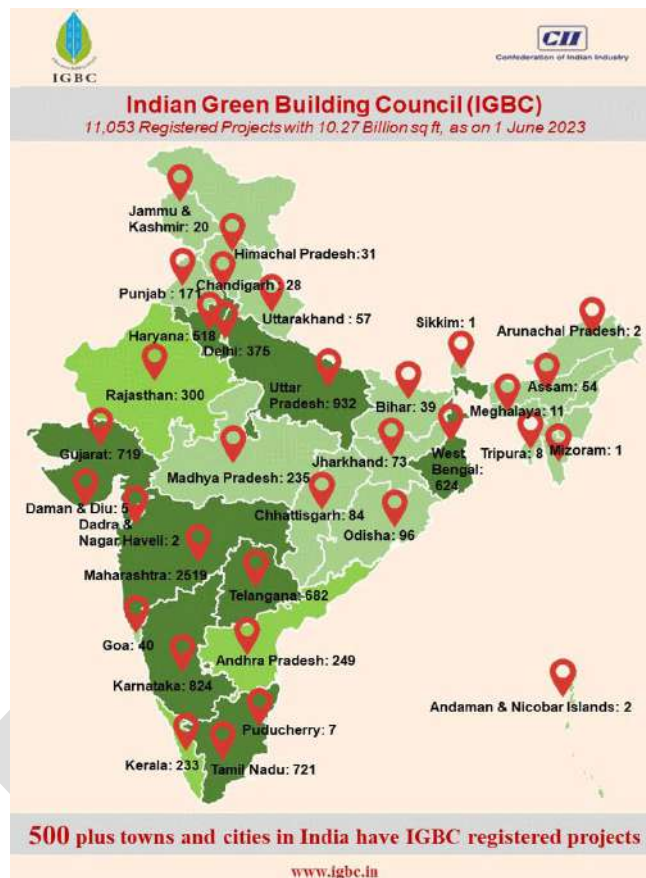 IGBC
CII
Confederation of Indian Industry
Indian Green Building Council (IGBC)
11,053 Registered Projects with 10.27 Billion sq ft, as on 1 June 2023
Jammu &
Kashmir: 20
Himachal Pradesh:31
Punjab : 171
Chandigarh : 28
Uttarakhand : 57
Haryana: 518
Delhi: 375
Sikkim: 1
Arunachal Pradesh: 2
Rajasthan: 300
Uttar
Pradesh: 932
Bihar: 39
Assam: 54
Meghalaya: 11
Gujarat: 719
Madhya Pradesh: 235
Jharkhand: 73
West
Bengal:
624
Tripura: 8
Mizoram: 1
Daman & Diu: 5
Dadra &
Nagar Haveli: 2
Chhattisgarh: 84
Odisha: 96
Maharashtra: 2519
Telangana: 682
Goa: 40
Andhra Pradesh: 249
Karnataka: 824
Andaman & Nicobar Islands: 2
Puducherry: 7
Kerala: 233
Tamil Nadu: 721
500 plus towns and cities in India have IGBC registered projects
www.igbc.in